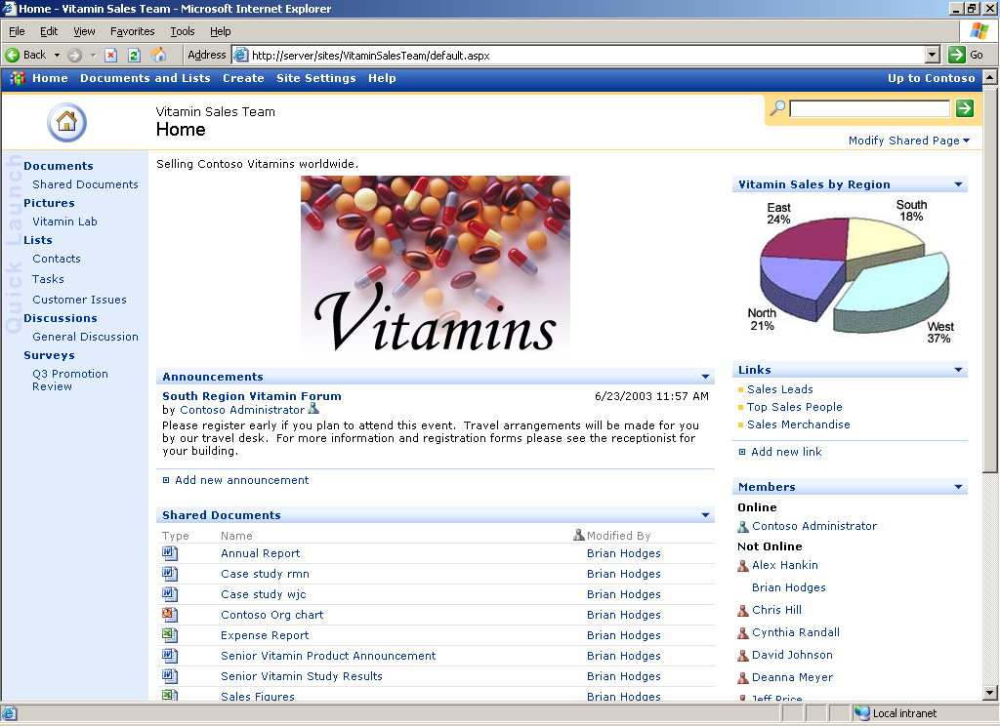 Home - Vitamin Sales Team - Microsoft Internet Explorer
File Edit View Favorites Tools Help
Back Address http://server/sites/VitaminSalesTeam/default.aspx Go
Home Documents and Lists Create Site Settings Help Up to Contoso
Vitamin Sales Team
Home
Modify Shared Page
Quick Launch
Documents
Shared Documents
Pictures
Vitamin Lab
Lists
Contacts
Tasks
Customer Issues
Discussions
General Discussion
Surveys
Q3 Promotion
Review
Selling Contoso Vitamins worldwide.
Vitamins
Announcements
South Region Vitamin Forum 6/23/2003 11:57 AM
by Contoso Administrator
Please register early if you plan to attend this event. Travel arrangements will be made for you
by our travel desk. For more information and registration forms please see the receptionist for
your building.
Add new announcement
Shared Documents
Type Name Modified By
Annual Report Brian Hodges
Case study rmn Brian Hodges
Case study wjc Brian Hodges
Contoso Org chart Brian Hodges
Expense Report Brian Hodges
Senior Vitamin Product Announcement Brian Hodges
Senior Vitamin Study Results Brian Hodges
Sales Figures Brian Hodges
Vitamin Sales by Region
East
24%
South
18%
North
21%
West
37%
Links
Sales Leads
Top Sales People
Sales Merchandise
Add new link
Members
Online
Contoso Administrator
Not Online
Alex Hankin
Brian Hodges
Chris Hill
Cynthia Randall
David Johnson
Deanna Meyer
Jeff Price
Local intranet